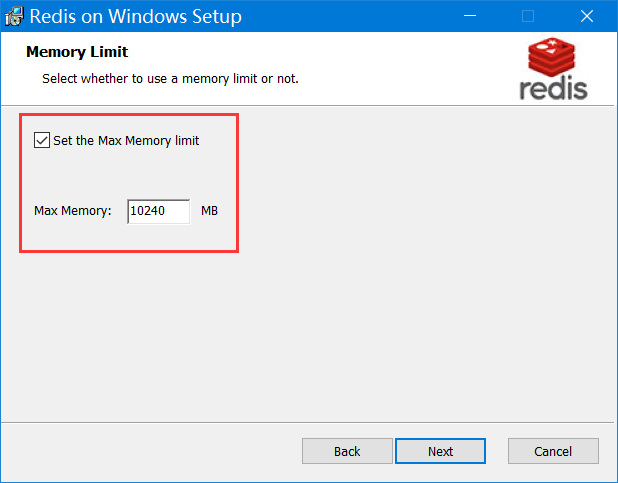 Redis on Windows Setup
Memory Limit
Select whether to use a memory limit or not.
redis
Set the Max Memory limit
Max Memory: 10240 MB
Back Next Cancel